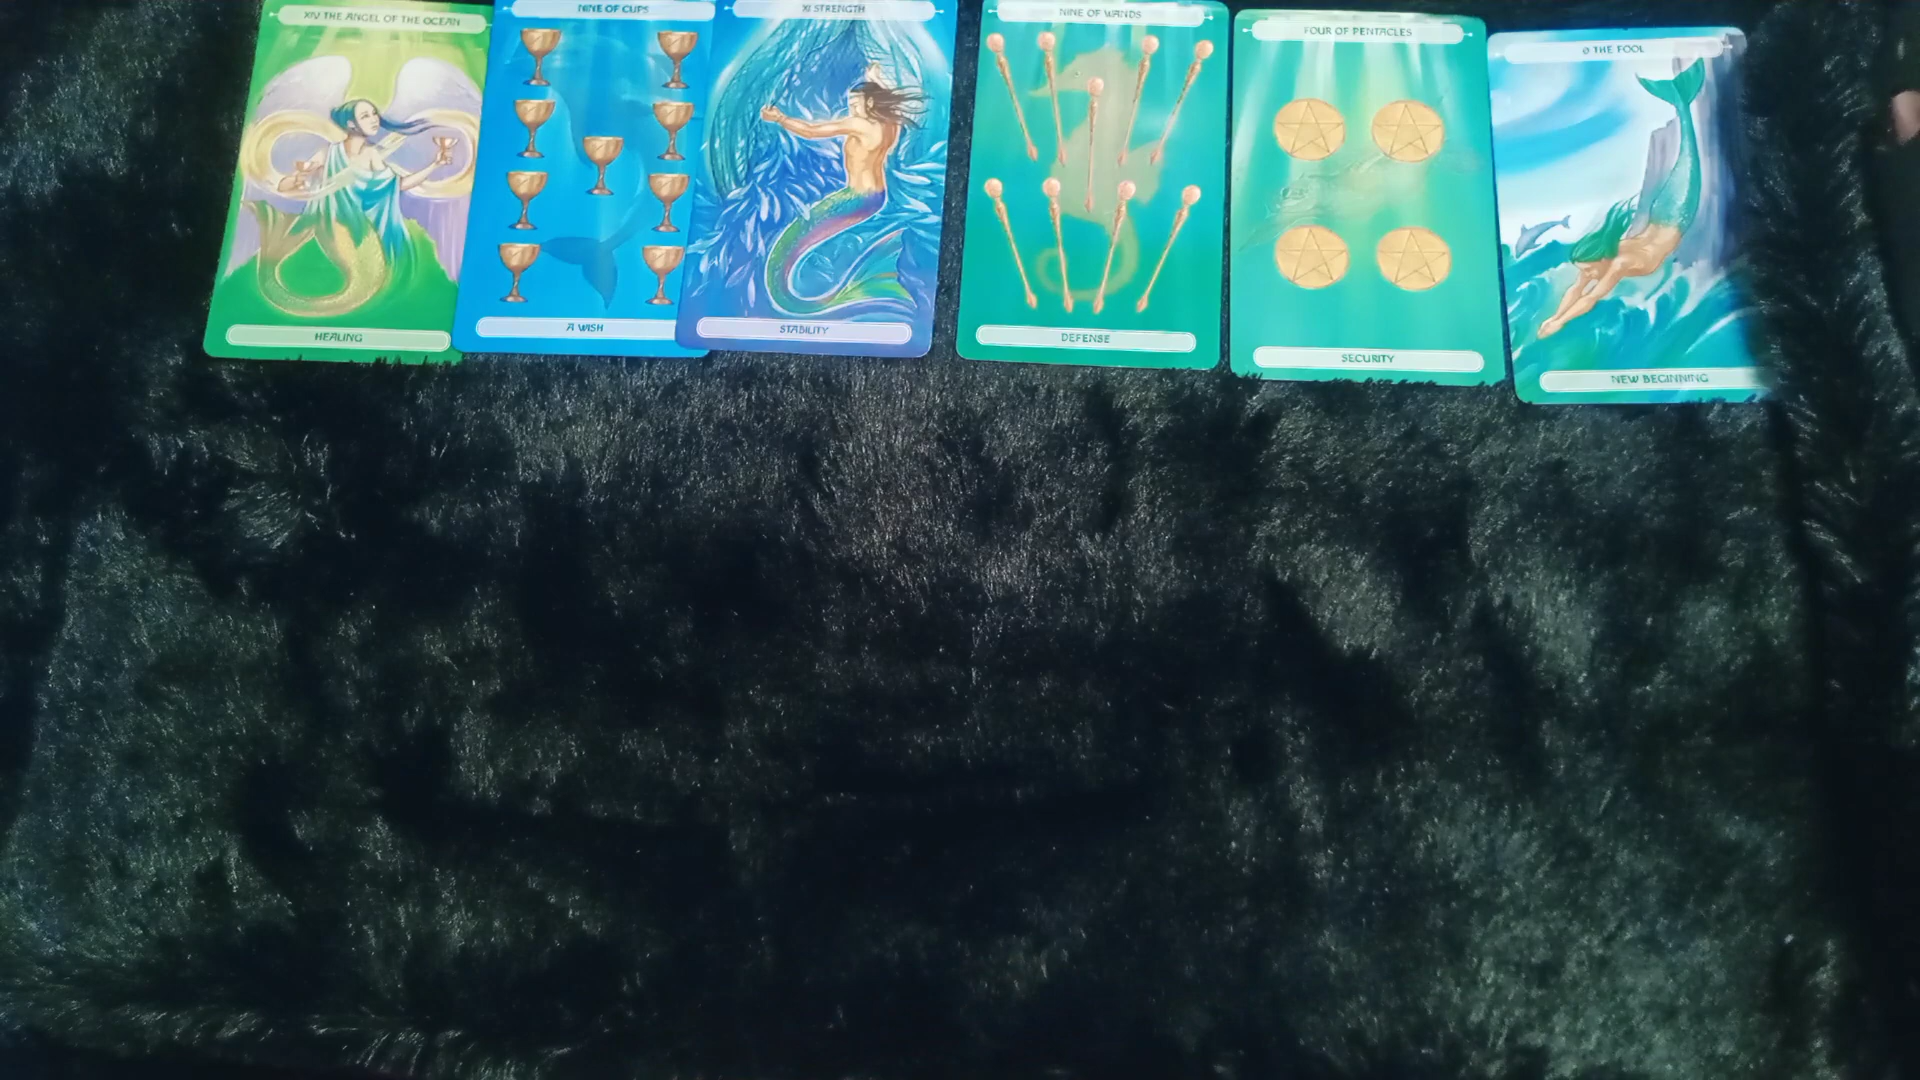 XIV THE ANGEL OF THE OCEAN
HEALING
NINE OF CUPS
A WISH
XI STRENGTH
STABILITY
NINE OF WANDS
DEFENSE
FOUR OF PENTACLES
SECURITY
0 THE FOOL
NEW BEGINNING